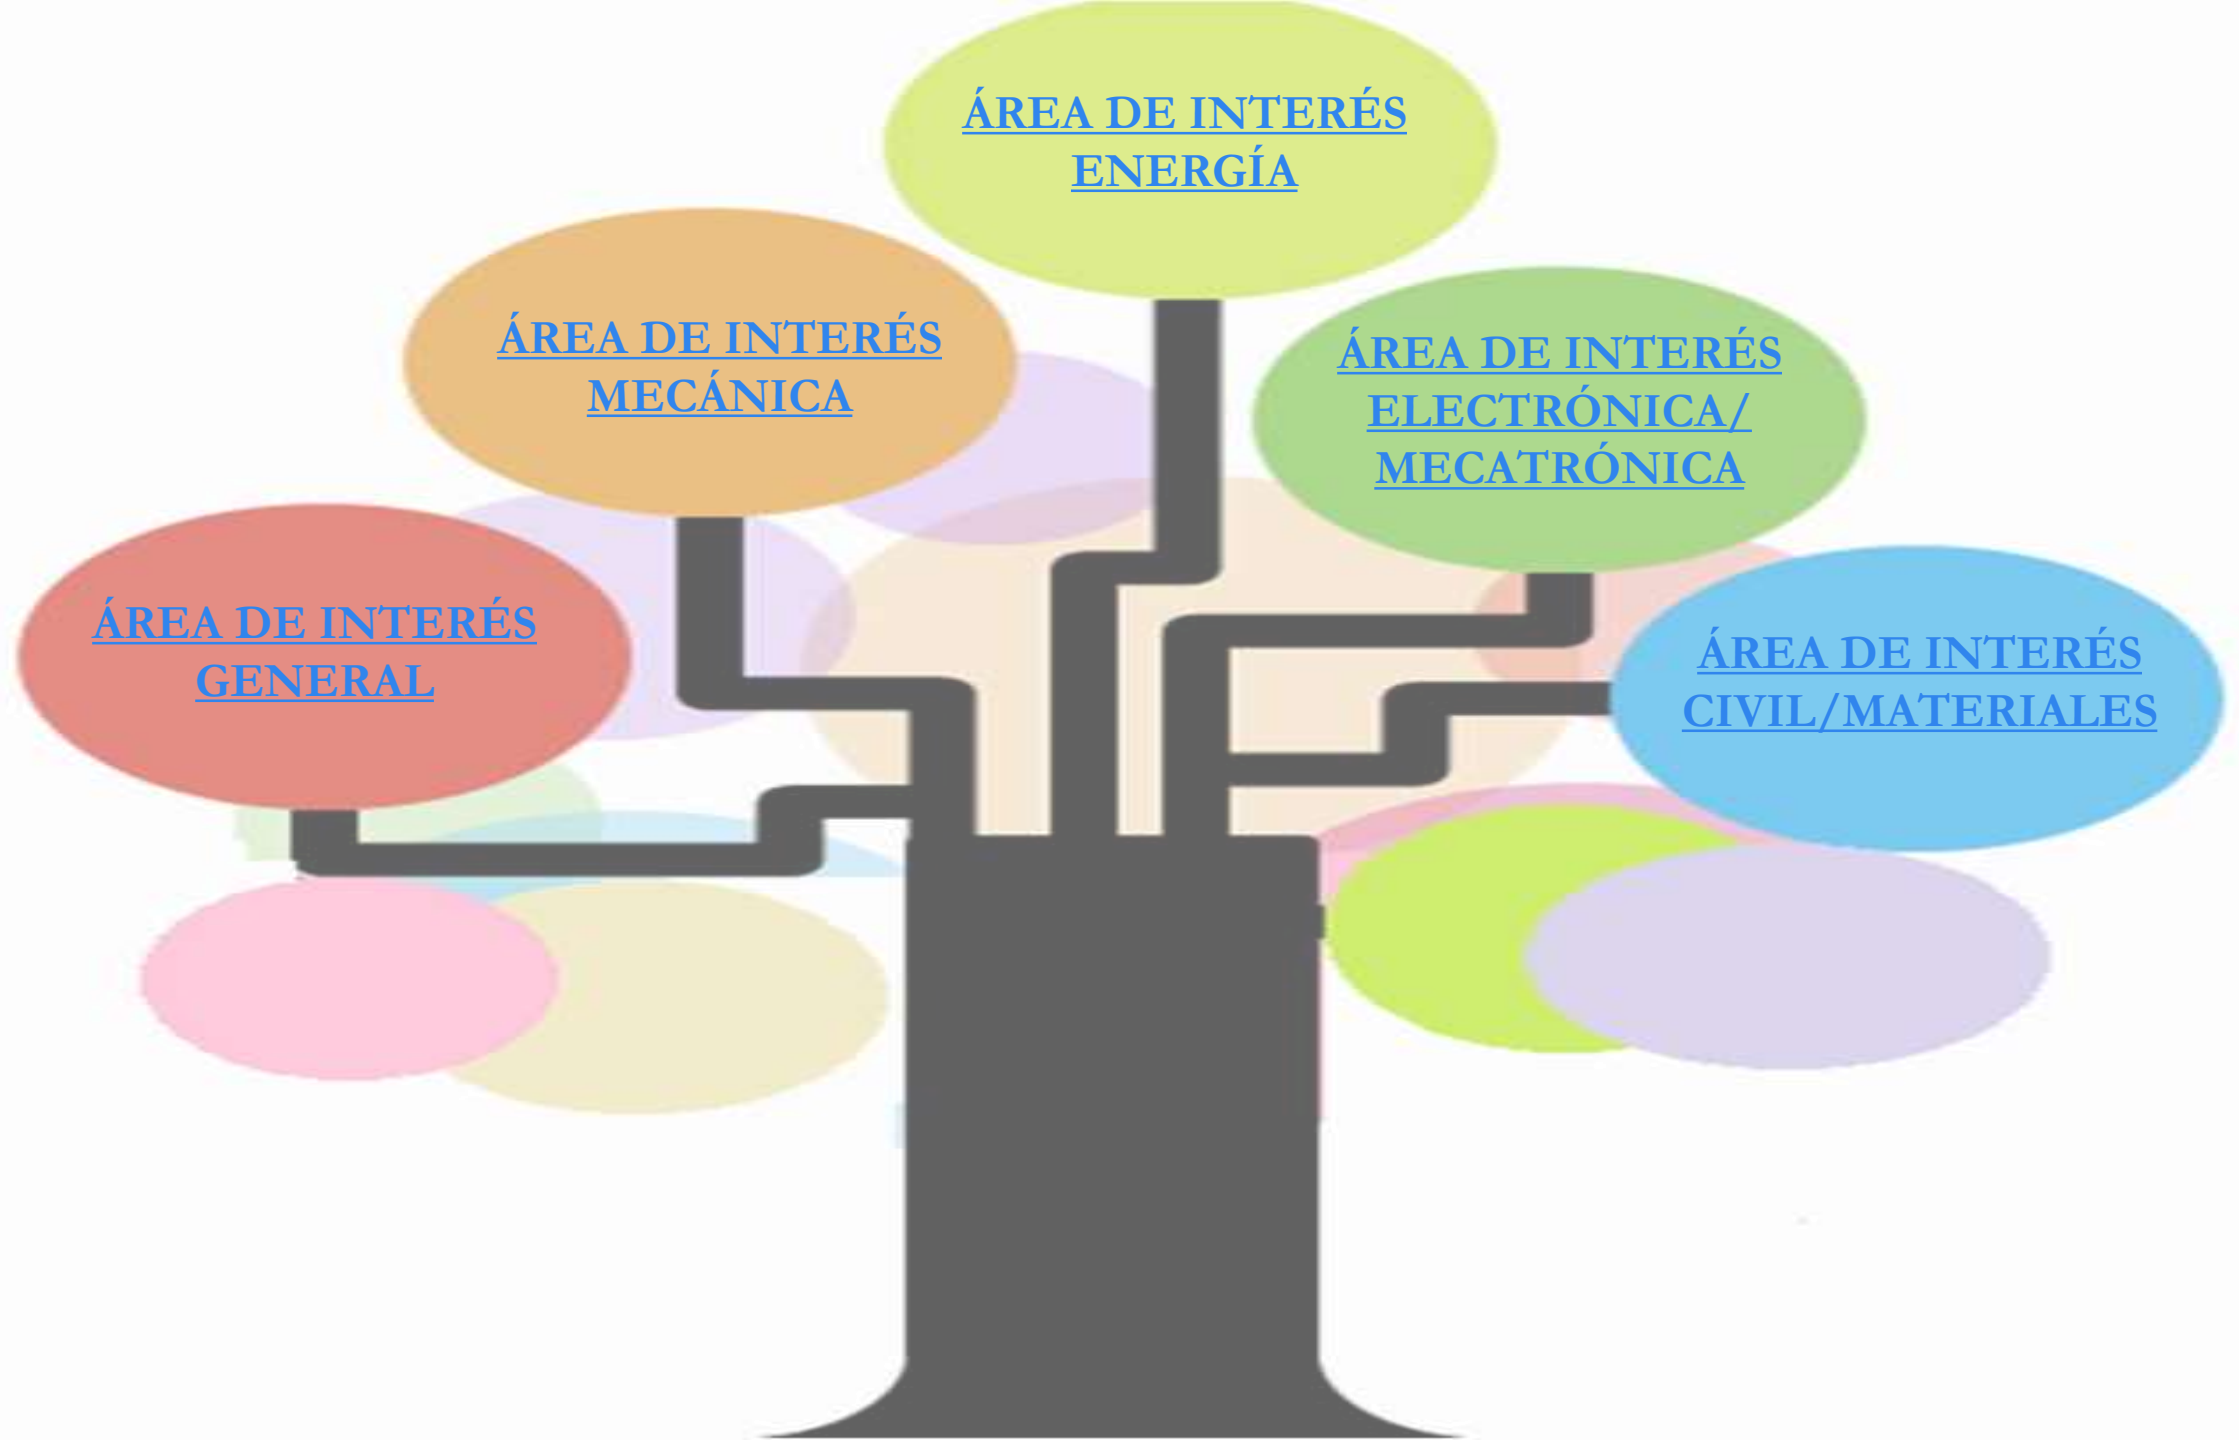 ÁREA DE INTERÉS
ENERGÍA
ÁREA DE INTERÉS
MECÁNICA
ÁREA DE INTERÉS
ELECTRÓNICA/
MECATRÓNICA
ÁREA DE INTERÉS
GENERAL
ÁREA DE INTERÉS
CIVIL/MATERIALES